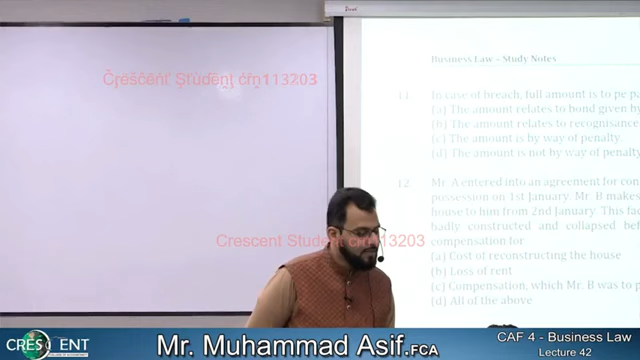 Business Law – Study Notes
11. In case of breach, full amount is to pe pa
(a) The amount relates to bond given by
(b) The amount relates to recognisance
(c) The amount is by way of penalty.
(d) The amount is not by way of penalty
12. Mr. A entered into an agreement for con
possession on 1st January. Mr. B makes
house to him from 2nd January. This fac
badly constructed and collapsed bef
compensation for
(a) Cost of reconstructing the house
(b) Loss of rent
(c) Compensation, which Mr. B was to p
(d) All of the above
Crescent Student crn113203
Crescent Student crn113203
CRESCENT
Mr. Muhammad Asif.FCA
CAF 4 - Business Law
Lecture 42